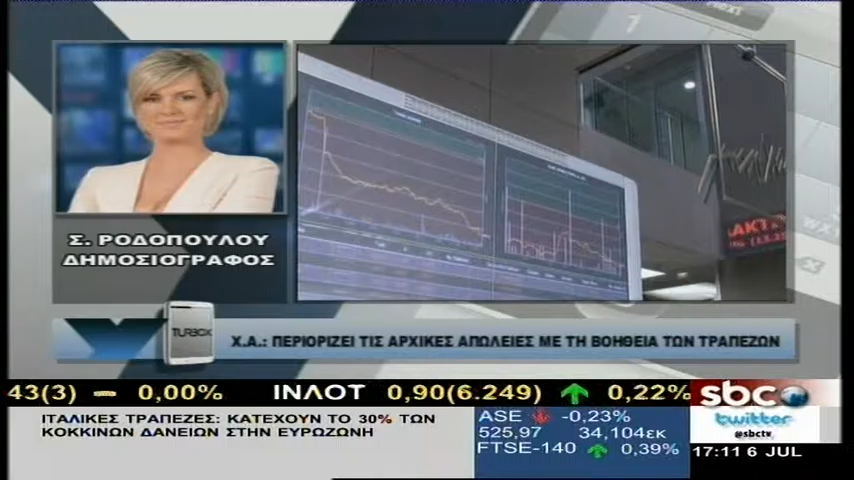 Σ. ΡΟΔΟΠΟΥΛΟΥ
ΔΗΜΟΣΙΟΓΡΑΦΟΣ
TURBOX
Χ.Α.: ΠΕΡΙΟΡΙΖΕΙ ΤΙΣ ΑΡΧΙΚΕΣ ΑΠΩΛΕΙΕΣ ΜΕ ΤΗ ΒΟΗΘΕΙΑ ΤΩΝ ΤΡΑΠΕΖΩΝ
43(3) 0,00% ΙΝΛΟΤ 0,90(6.249) 0,22%
sbc
ΙΤΑΛΙΚΕΣ ΤΡΑΠΕΖΕΣ: ΚΑΤΕΧΟΥΝ ΤΟ 30% ΤΩΝ
ΚΟΚΚΙΝΩΝ ΔΑΝΕΙΩΝ ΣΤΗΝ ΕΥΡΩΖΩΝΗ
ASE -0,23%
525,97 34,104εκ
FTSE-140 0,39%
twitter
@sbctv
17:11 6 JUL